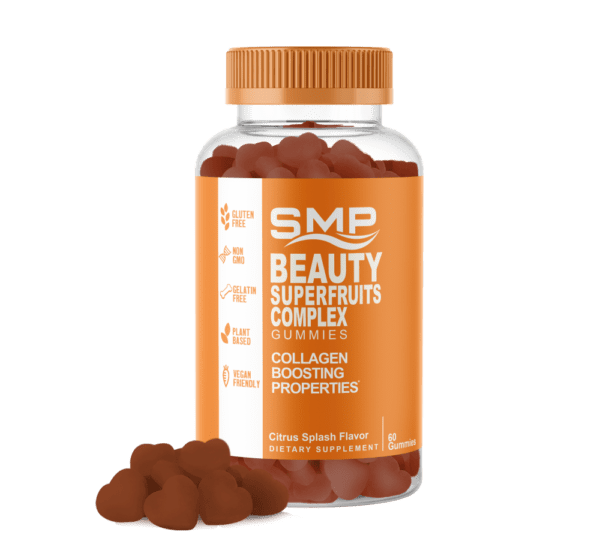 GLUTEN
FREE
NON
GMO
GELATIN
FREE
PLANT
BASED
VEGAN
FRIENDLY
SMP
BEAUTY
SUPERFRUITS
COMPLEX
GUMMIES
COLLAGEN
BOOSTING
PROPERTIES*
Citrus Splash Flavor
DIETARY SUPPLEMENT
60
Gummies